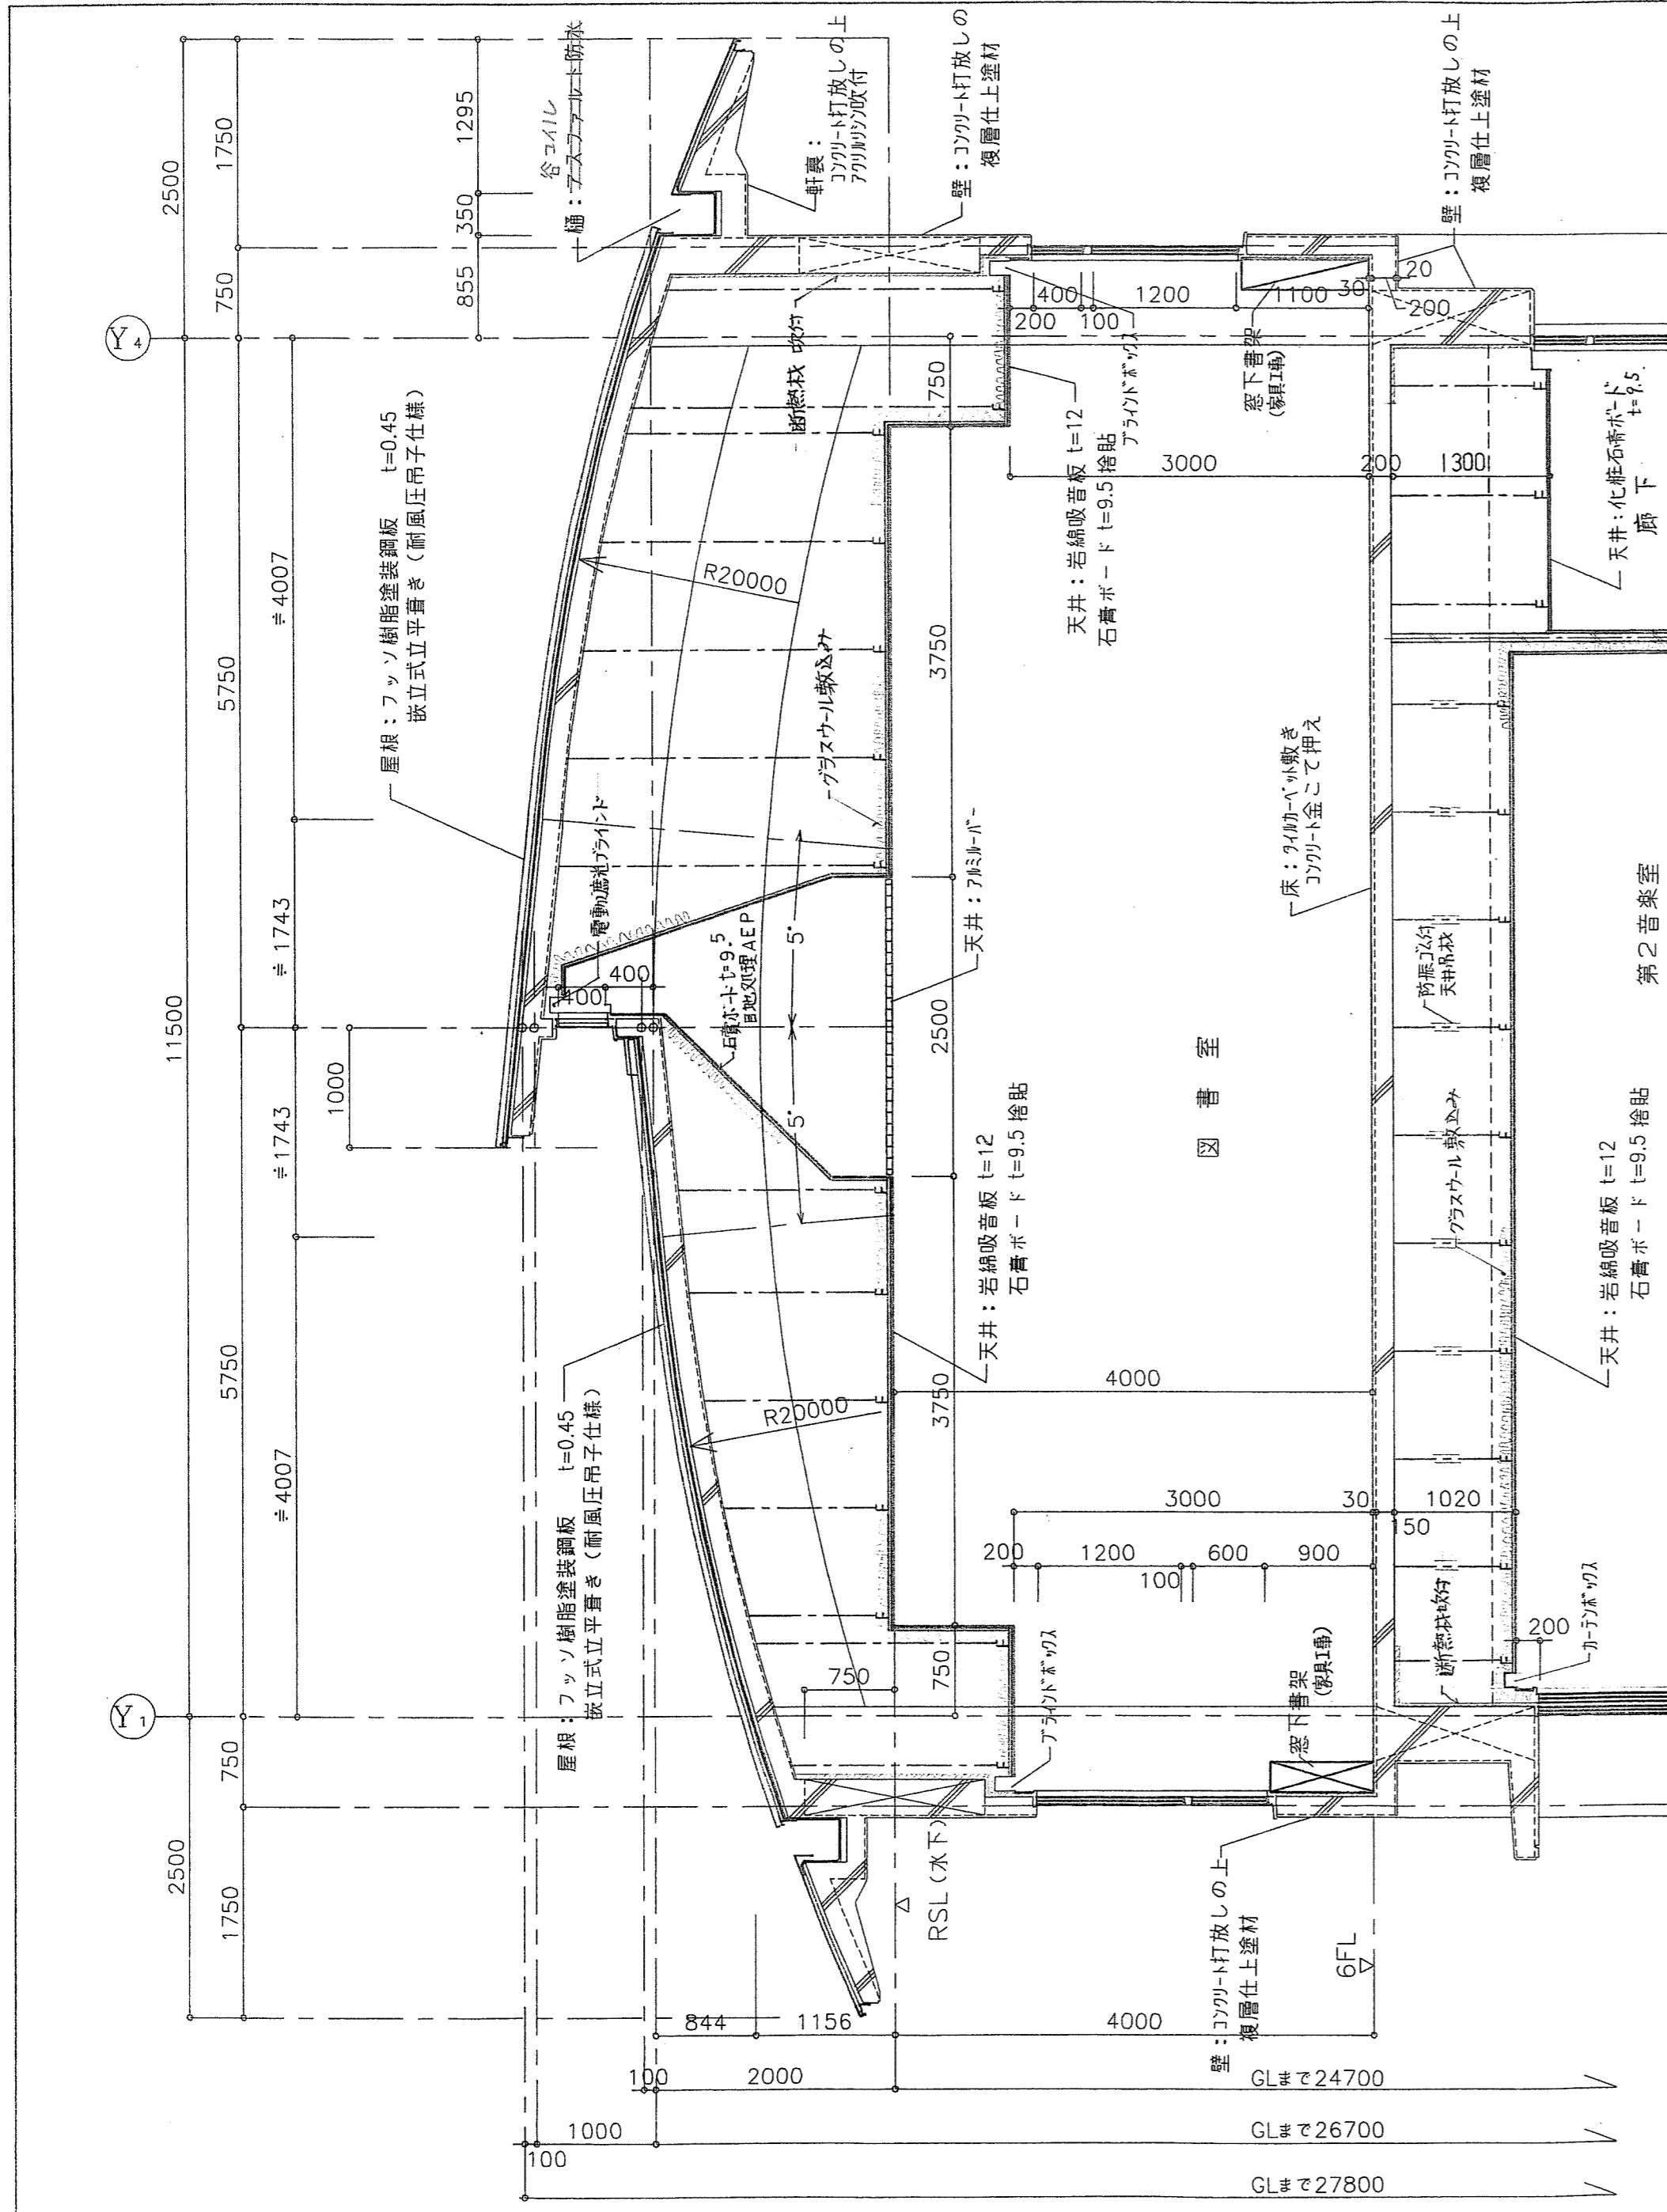 2500
1750
750
11500
5750
5750
750
2500
1750
≒4007
≒1743
≒1743
≒4007
1000
1295
350
855
Y4
Y1
谷コイル
樋：アスファルト防水
軒裏：
コンクリート打放しの上
アクリルリシン吹付
壁：コンクリート打放しの
複層仕上塗材
壁：コンクリート打放しの上
複層仕上塗材
屋根：フッソ樹脂塗装鋼板 t=0.45
嵌立式立平葺き（耐風圧吊子仕様）
屋根：フッソ樹脂塗装鋼板 t=0.45
嵌立式立平葺き（耐風圧吊子仕様）
断熱材 吹付
R20000
R20000
グラスウール敷込み
電動遮光ブラインド
400
400
石膏ボードt=9.5
目地処理AEP
5°
5°
750
3750
2500
3750
750
750
天井：アルミルーバー
天井：岩綿吸音板 t=12
石膏ボード t=9.5 捨貼
ブラインドボックス
天井：岩綿吸音板 t=12
石膏ボード t=9.5 捨貼
ブラインドボックス
200
400
100
1200
1100
30
20
200
3000
200
1300
窓下書架
(家具工事)
窓下書架
(家具工事)
天井：化粧石膏ボード
t=9.5
廊下
床：タイルカーペット敷き
コンクリート金こて押え
図書室
防振ゴム付
天井吊材
第2音楽室
グラスウール敷込み
天井：岩綿吸音板 t=12
石膏ボード t=9.5 捨貼
4000
3000
30
150
1020
200
1200
100
600
900
断熱材吹付
200
カーテンボックス
壁：コンクリート打放しの上
複層仕上塗材
RSL(水下)
6FL
844
1156
4000
100
2000
GLまで24700
100
1000
GLまで26700
GLまで27800